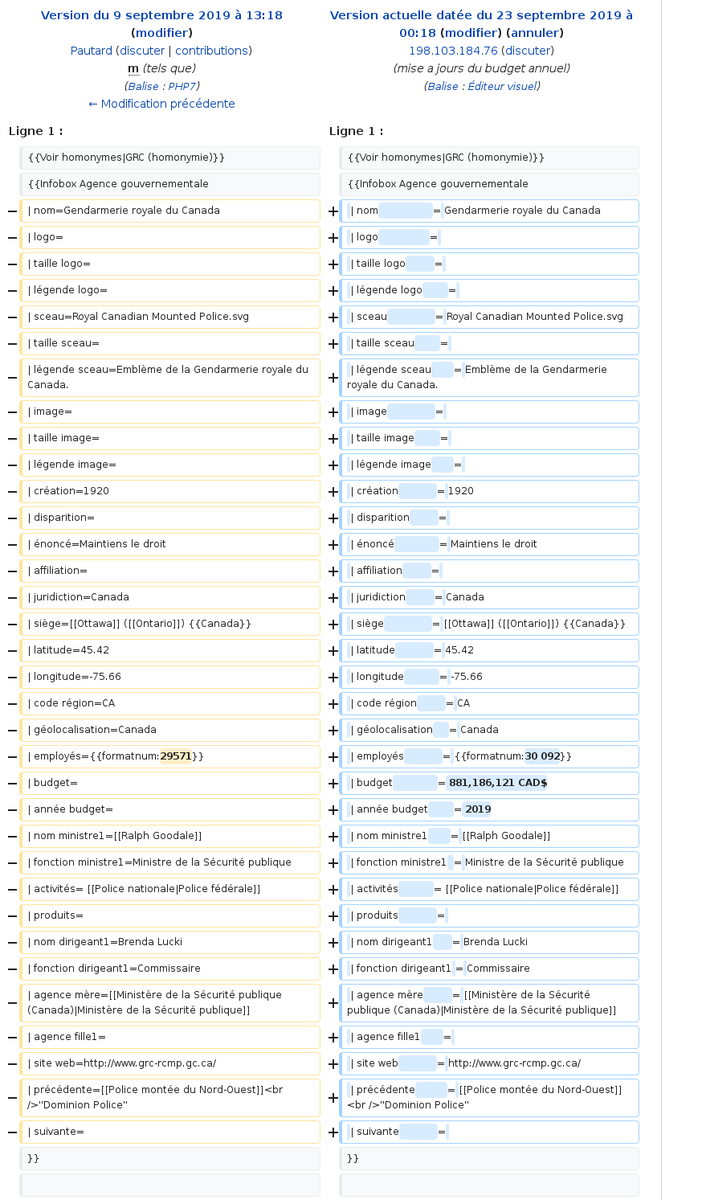 Version du 9 septembre 2019 à 13:18
(modifier)
Pautard (discuter | contributions)
m (tels que)
(Balise : PHP7)
← Modification précédente
Version actuelle datée du 23 septembre 2019 à
00:18 (modifier) (annuler)
198.103.184.76 (discuter)
(mise a jours du budget annuel)
(Balise : Éditeur visuel)
Ligne 1 :
Ligne 1 :
{{Voir homonymes|GRC (homonymie)}}
{{Voir homonymes|GRC (homonymie)}}
{{Infobox Agence gouvernementale
{{Infobox Agence gouvernementale
− | nom=Gendarmerie royale du Canada
+ | nom = Gendarmerie royale du Canada
− | logo=
+ | logo =
− | taille logo=
+ | taille logo =
− | légende logo=
+ | légende logo =
− | sceau=Royal Canadian Mounted Police.svg
+ | sceau = Royal Canadian Mounted Police.svg
− | taille sceau=
+ | taille sceau =
− | légende sceau=Emblème de la Gendarmerie royale du
Canada.
+ | légende sceau = Emblème de la Gendarmerie
royale du Canada.
− | image=
+ | image =
− | taille image=
+ | taille image =
− | légende image=
+ | légende image =
− | création=1920
+ | création = 1920
− | disparition=
+ | disparition =
− | énoncé=Maintiens le droit
+ | énoncé = Maintiens le droit
− | affiliation=
+ | affiliation =
− | juridiction=Canada
+ | juridiction = Canada
− | siège=[[Ottawa]] ([[Ontario]]) {{Canada}}
+ | siège = [[Ottawa]] ([[Ontario]]) {{Canada}}
− | latitude=45.42
+ | latitude = 45.42
− | longitude=-75.66
+ | longitude = -75.66
− | code région=CA
+ | code région = CA
− | géolocalisation=Canada
+ | géolocalisation = Canada
− | employés={{formatnum:29571}}
+ | employés = {{formatnum:30 092}}
− | budget=
+ | budget = 881,186,121 CAD$
− | année budget=
+ | année budget = 2019
− | nom ministre1=[[Ralph Goodale]]
+ | nom ministre1 = [[Ralph Goodale]]
− | fonction ministre1=Ministre de la Sécurité publique
+ | fonction ministre1 = Ministre de la Sécurité publique
− | activités= [[Police nationale|Police fédérale]]
+ | activités = [[Police nationale|Police fédérale]]
− | produits=
+ | produits =
− | nom dirigeant1=Brenda Lucki
+ | nom dirigeant1 = Brenda Lucki
− | fonction dirigeant1=Commissaire
+ | fonction dirigeant1 = Commissaire
− | agence mère=[[Ministère de la Sécurité publique
(Canada)|Ministère de la Sécurité publique]]
+ | agence mère = [[Ministère de la Sécurité
publique (Canada)|Ministère de la Sécurité publique]]
− | agence fille1=
+ | agence fille1 =
− | site web=http://www.grc-rcmp.gc.ca/
+ | site web = http://www.grc-rcmp.gc.ca/
− | précédente=[[Police montée du Nord-Ouest]]<br
/>''Dominion Police''
+ | précédente = [[Police montée du Nord-Ouest]]
<br />''Dominion Police''
− | suivante=
+ | suivante =
}}
}}